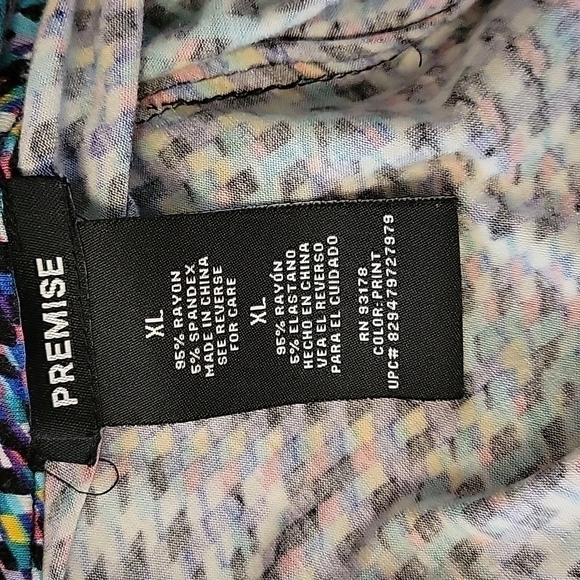 PREMISE
XL
95% RAYON
5% SPANDEX
MADE IN CHINA
SEE REVERSE
FOR CARE
XL
95% RAYÓN
5% ELASTANO
HECHO EN CHINA
VEA EL REVERSO
PARA EL CUIDADO
RN 93178
COLOR: PRINT
UPC# 829479727979